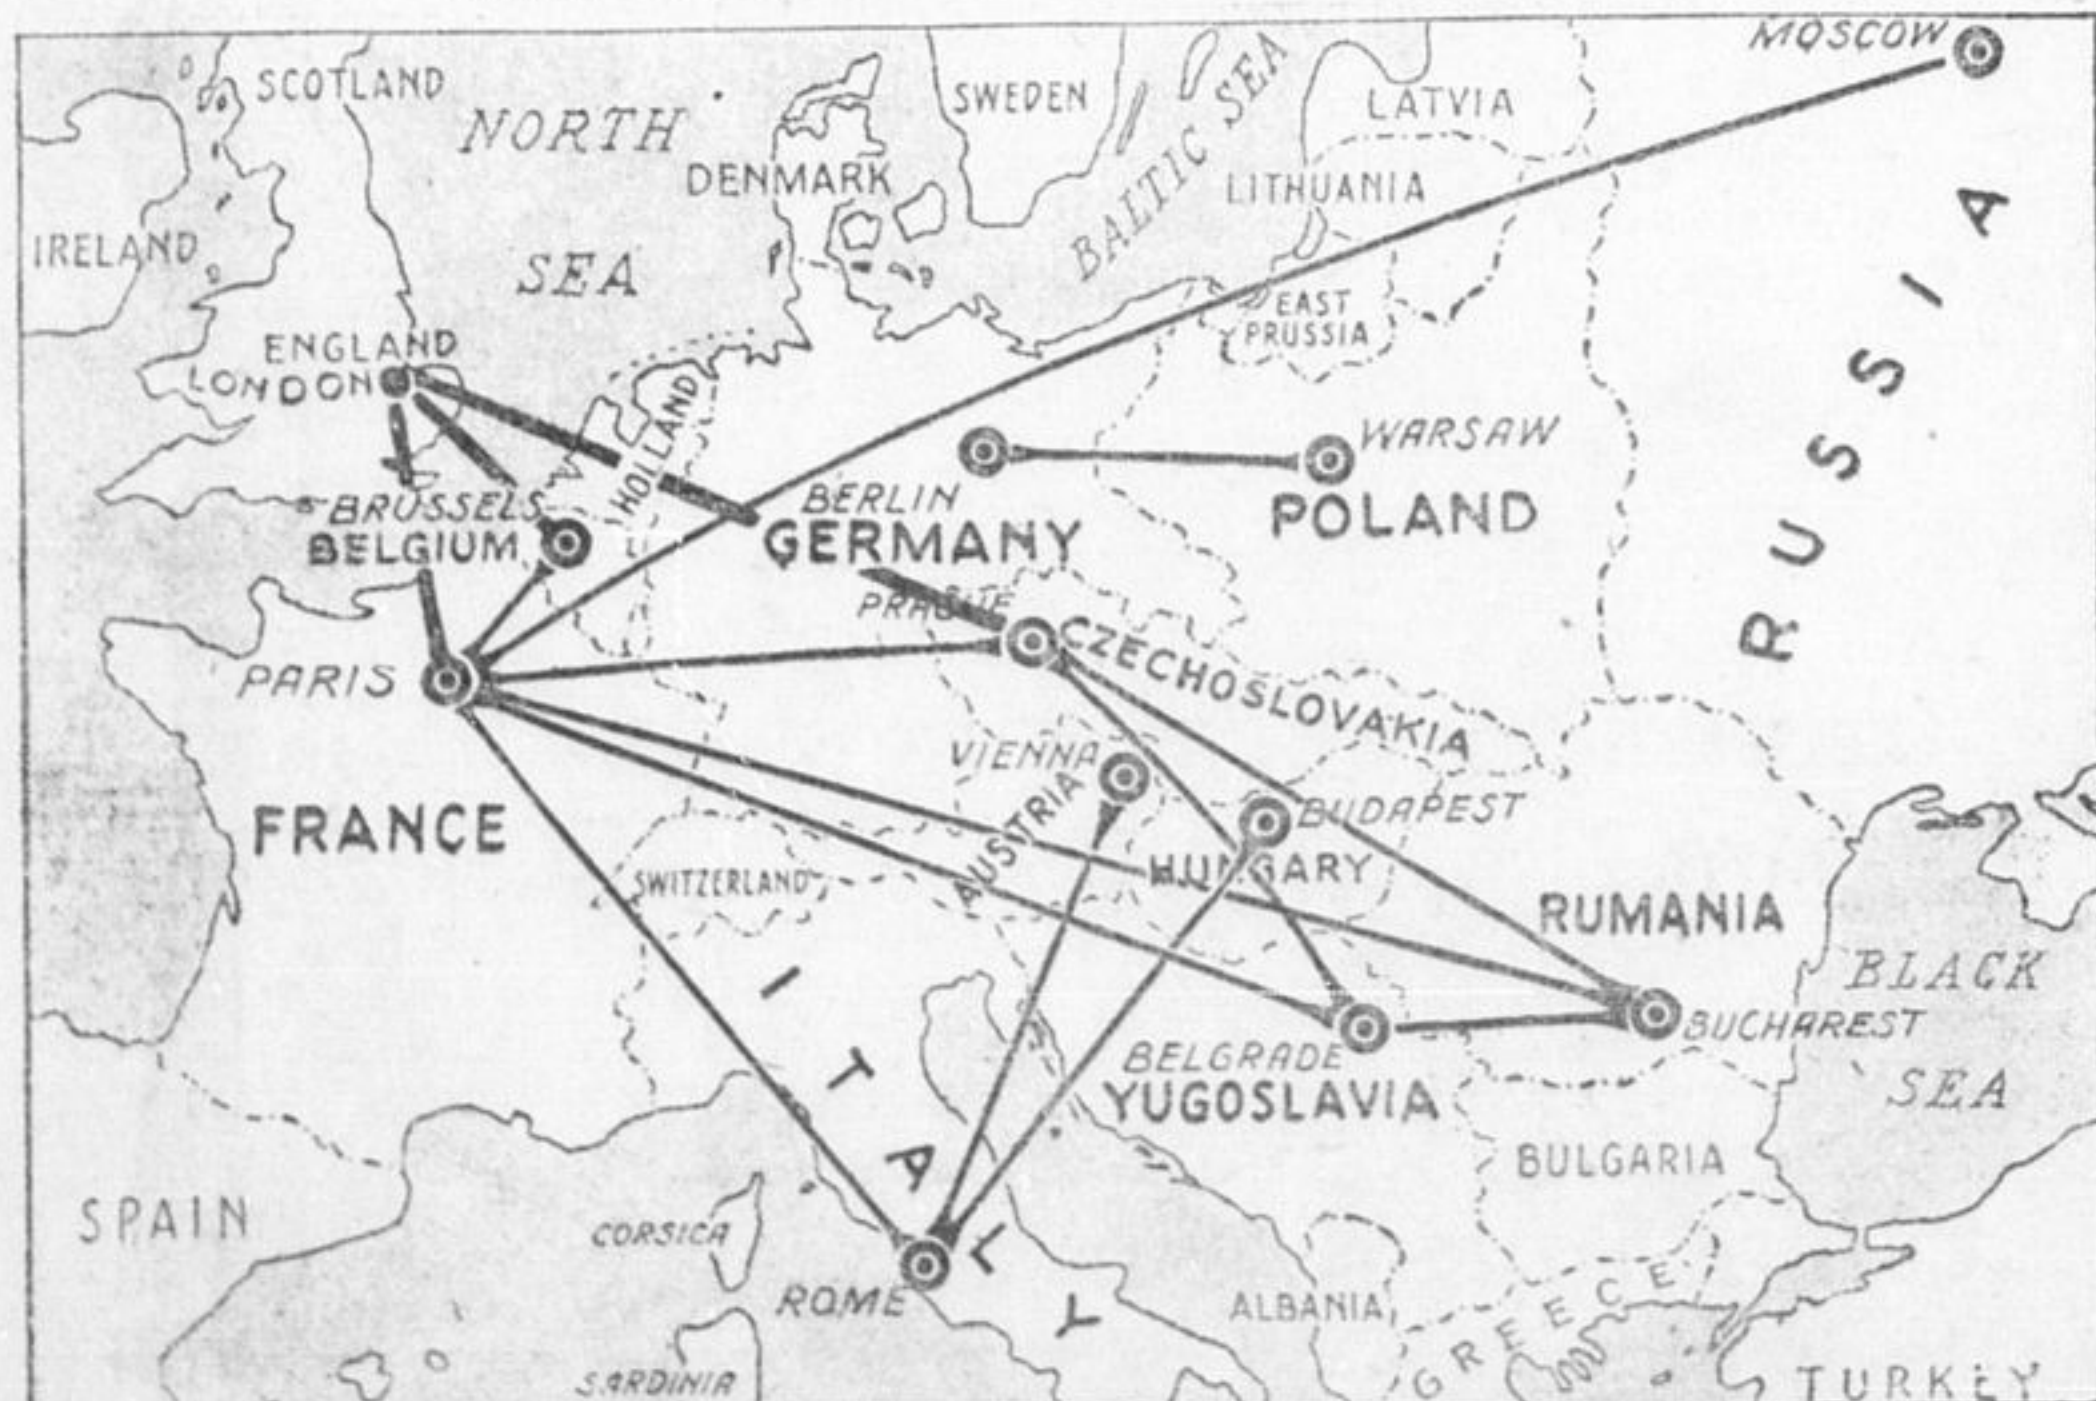 MOSCOW
SCOTLAND
NORTH
SEA
SWEDEN
BALTIC SEA
LATVIA
DENMARK
LITHUANIA
IRELAND
RUSSIA
EAST
PRUSSIA
ENGLAND
LONDON
HOLLAND
WARSAW
POLAND
BERLIN
GERMANY
BRUSSELS
BELGIUM
PRAGUE
CZECHOSLOVAKIA
PARIS
VIENNA
AUSTRIA
BUDAPEST
HUNGARY
FRANCE
SWITZERLAND
RUMANIA
BLACK
SEA
BUCHAREST
ITALY
BELGRADE
YUGOSLAVIA
BULGARIA
SPAIN
CORSICA
ROME
ALBANIA
GREECE
SARDINIA
TURKEY